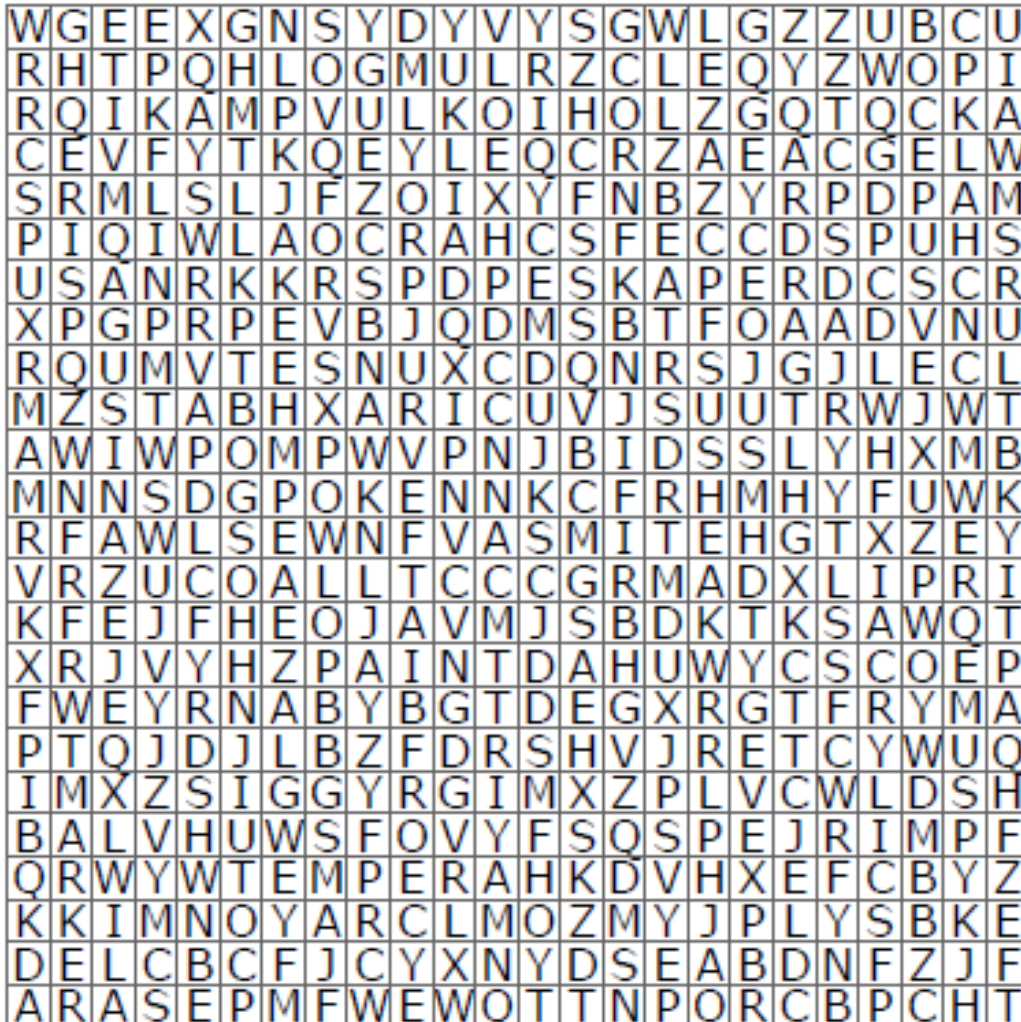 WGEEXGNSYDYVYSGWLGZZUBCU
RHTPQHLOGMULRZCLEQYZWOPI
RQIKAMPVULKOIHOLZGQTQCKA
CEVFYTKQEYLEQCRZAEACGELW
SRMLSLJFZOIXYFNBZYRPDPAM
PIQIWLAOCRAHCSFECCDSPUHS
USANRKKRSPDPESKAPERDCSCR
XPGPRPEVBJQDMSBTFOAADVNU
RQUMVTESNUXCDQNRSJGJLECL
MZSTABHXARICUVJSUUTRWJWT
AWIWPOMPWVPNJBIDSSLYHXMB
MNNSDGPOKENNKCFRHMHYFUWK
RFAWLSEWNFVASMITEHGTXZEY
VRZUCOALLTCCCGRMADXLIPRI
KFEJFHEOJAVMJSBDKTKSAWQT
XRJVYHZPAINTDAHUWYCSCOEP
FWEYRNABYBGTDEGXRGTFRYMA
PTQJDJLBZFDRSHVJRETCYWUQ
IMXZSIGGYRGIMXZPLVCWLDSH
BALVHUWSFOVYFSQSPEJRIMPF
QRWYWTEMPERAHKDVHXEFCBYZ
KKIMNOYARCLMOZMYJPLYSBKE
DELCBCFJCYXNYDSEABDNFZJF
ARASEPMFWEWOTTNPORCBPCHT